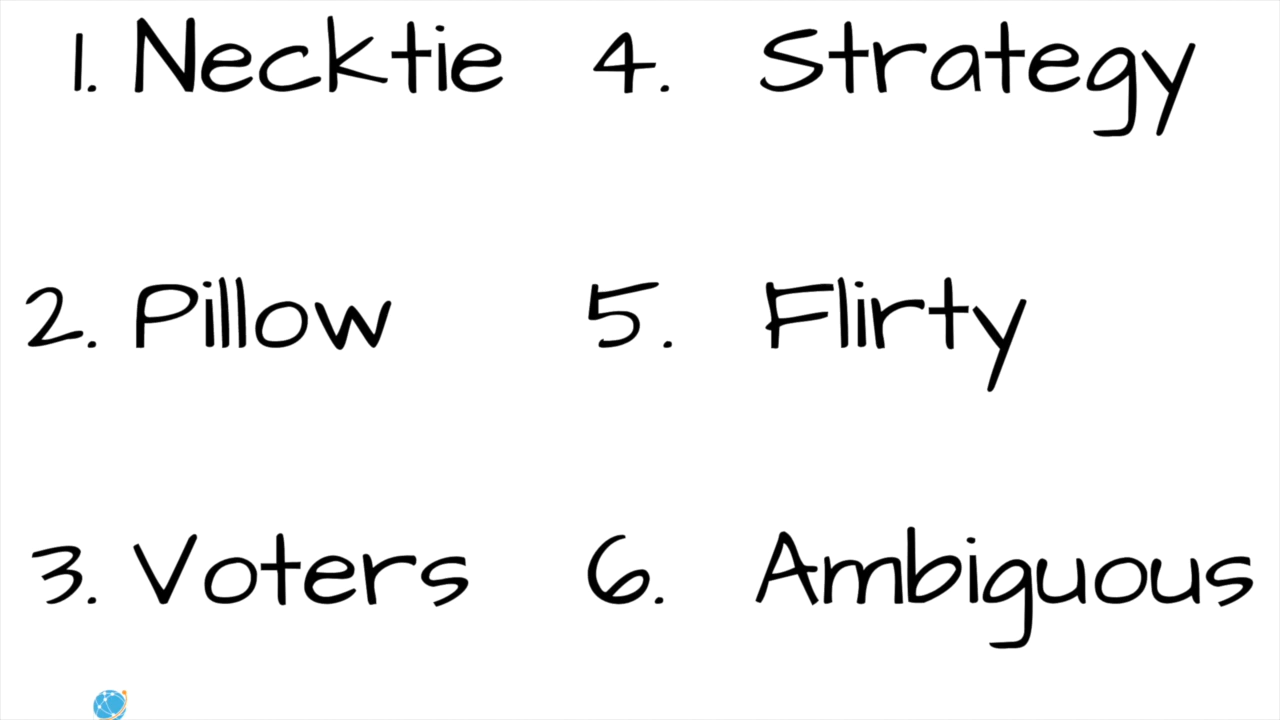 1. Necktie
2. Pillow
3. Voters
4. Strategy
5. Flirty
6. Ambiguous